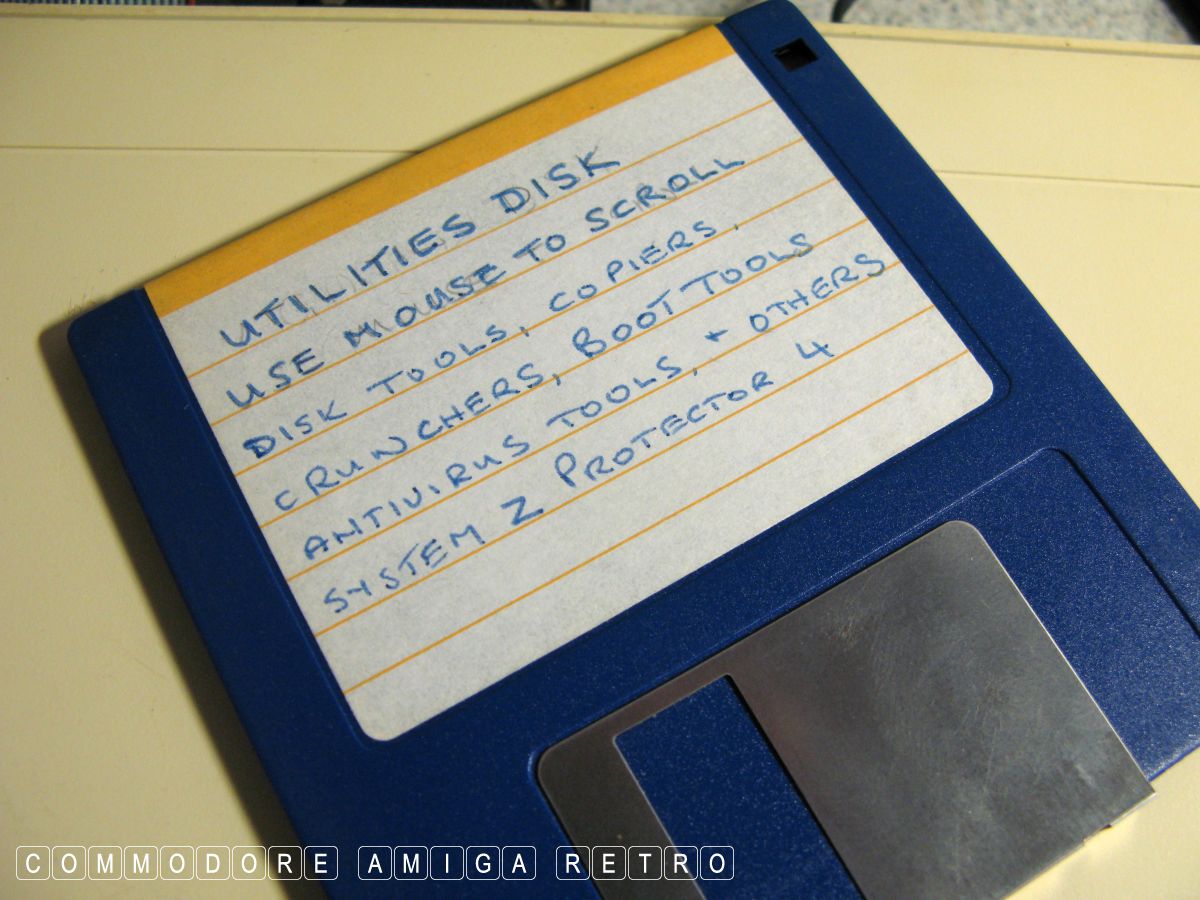 UTILITIES DISK
USE MOUSE TO SCROLL
DISK TOOLS, COPIERS,
CRUNCHERS, BOOT TOOLS
ANTIVIRUS TOOLS, + OTHERS
SYSTEM Z PROTECTOR 4
COMMODORE AMIGA RETRO